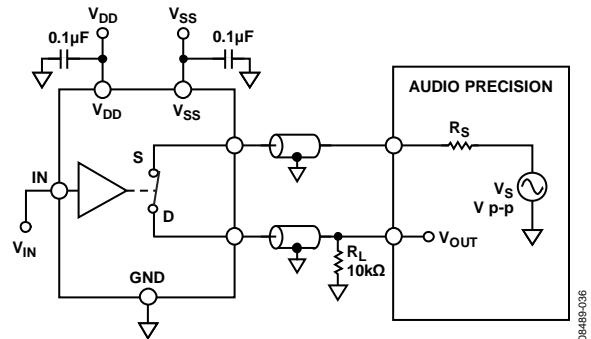 VDD
VSS
0.1µF
0.1µF
VDD
VSS
AUDIO PRECISION
RS
S
IN
VS
V p-p
D
VIN
VOUT
RL
10kΩ
GND
08489-036